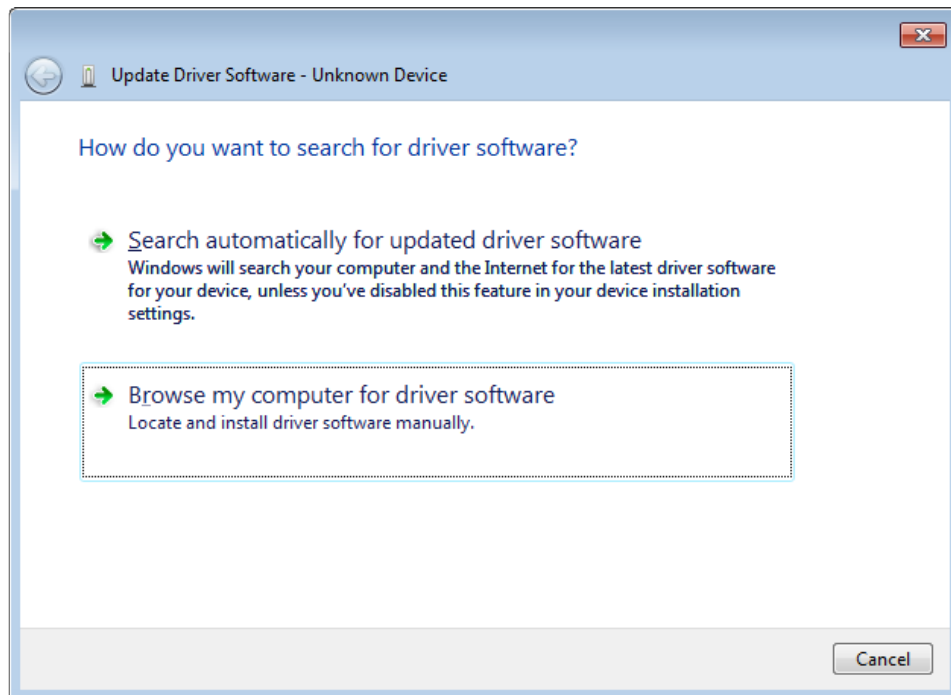 Update Driver Software - Unknown Device
How do you want to search for driver software?
Search automatically for updated driver software
Windows will search your computer and the Internet for the latest driver software
for your device, unless you've disabled this feature in your device installation
settings.
Browse my computer for driver software
Locate and install driver software manually.
Cancel